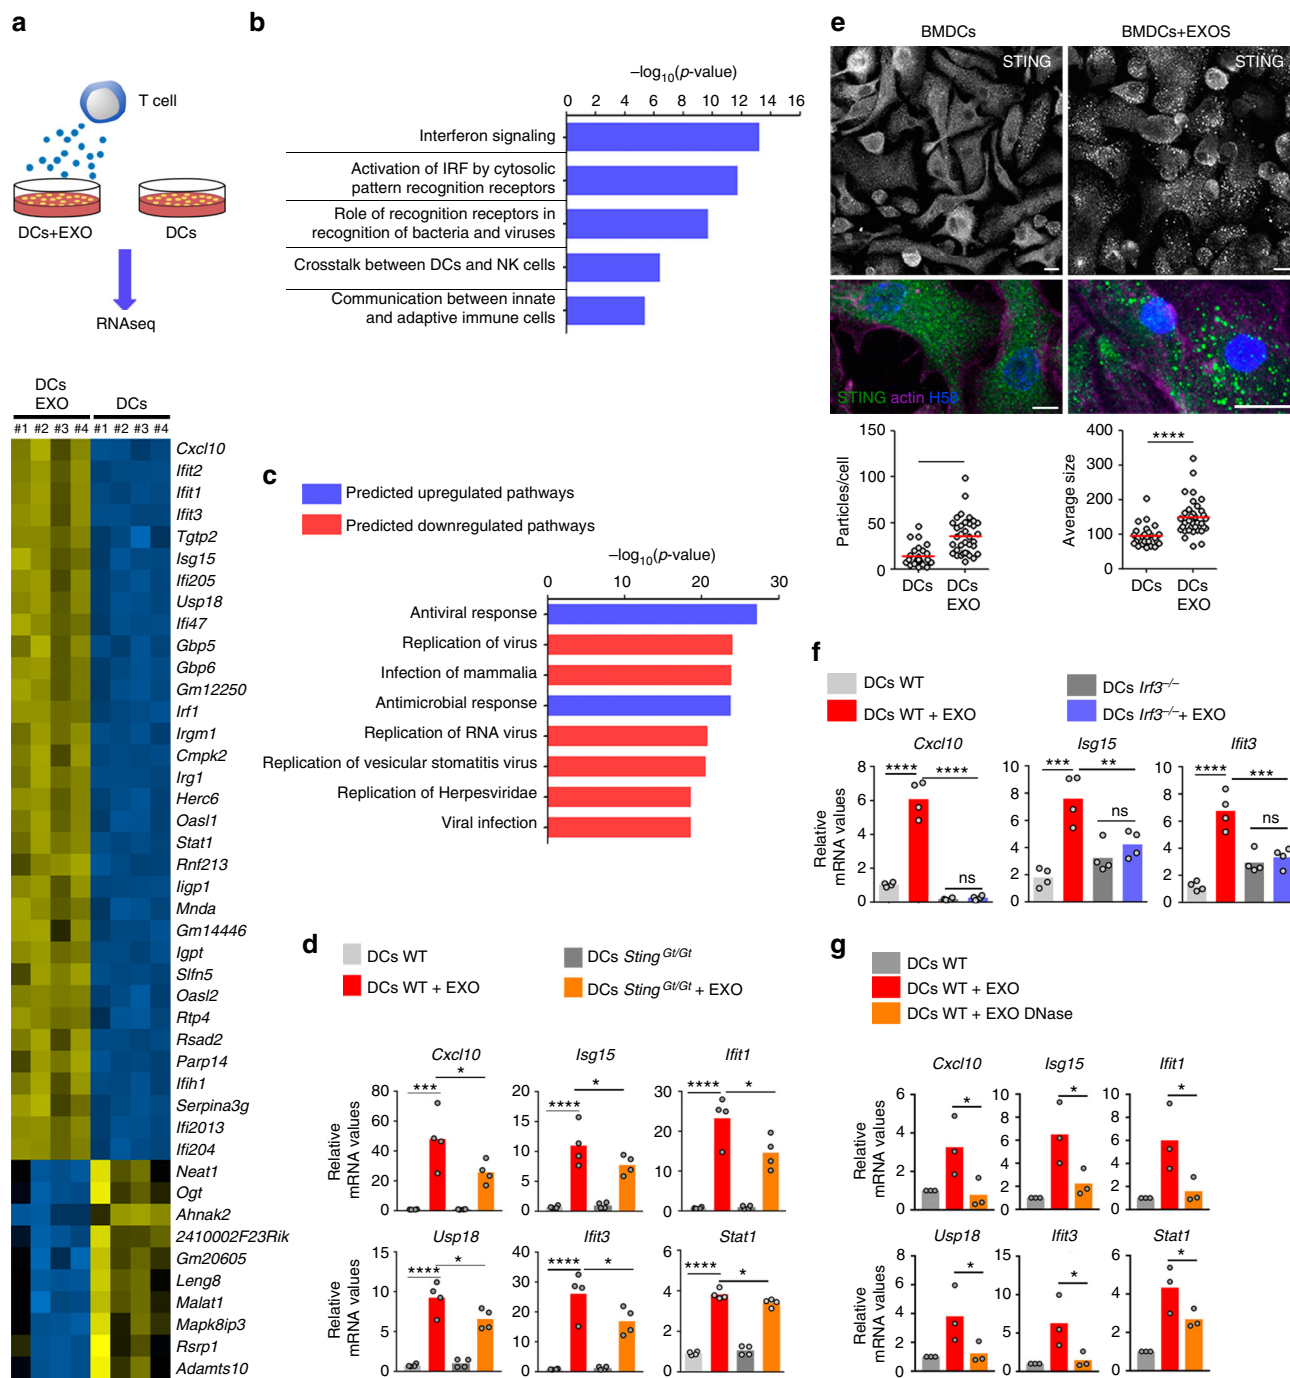 a
T cell
DCs+EXO
DCs
RNAseq
DCs
EXO
DCs
#1 #2 #3 #4 #1 #2 #3 #4
Cxcl10
Ifit2
Ifit1
Ifit3
Tgtp2
Isg15
Ifi205
Usp18
Ifi47
Gbp5
Gbp6
Gm12250
Irf1
Irgm1
Cmpk2
Irg1
Herc6
Oasl1
Stat1
Rnf213
Iigp1
Mnda
Gm14446
Igpt
Slfn5
Oasl2
Rtp4
Rsad2
Parp14
Ifih1
Serpina3g
Ifi2013
Ifi204
Neat1
Ogt
Ahnak2
2410002F23Rik
Gm20605
Leng8
Malat1
Mapk8ip3
Rsrp1
Adamts10
b
–log10(p-value)
0 2 4 6 8 10 12 14 16
Interferon signaling
Activation of IRF by cytosolic
pattern recognition receptors
Role of recognition receptors in
recognition of bacteria and viruses
Crosstalk between DCs and NK cells
Communication between innate
and adaptive immune cells
c
Predicted upregulated pathways
Predicted downregulated pathways
–log10(p-value)
0 10 20 30
Antiviral response
Replication of virus
Infection of mammalia
Antimicrobial response
Replication of RNA virus
Replication of vesicular stomatitis virus
Replication of Herpesviridae
Viral infection
d
DCs WT
DCs WT + EXO
DCs Sting Gt/Gt
DCs Sting Gt/Gt + EXO
Relative
mRNA values
Cxcl10
80
60
40
20
0
***
*
Isg15
20
15
10
5
0
****
*
Ifit1
30
20
10
0
****
*
Relative
mRNA values
Usp18
15
10
5
0
****
*
Ifit3
40
30
20
10
0
****
*
Stat1
6
4
2
0
****
*
e
BMDCs
BMDCs+EXOS
STING
STING
STING actin H58
Particles/cell
150
100
50
0
DCs
DCs
EXO
Average size
400
300
200
100
0
****
DCs
DCs
EXO
f
DCs WT
DCs WT + EXO
DCs Irf3–/–
DCs Irf3–/– + EXO
Relative
mRNA values
Cxcl10
8
6
4
2
0
****
****
ns
Isg15
10
8
6
4
2
0
***
**
ns
Ifit3
10
8
6
4
2
0
****
***
ns
g
DCs WT
DCs WT + EXO
DCs WT + EXO DNase
Relative
mRNA values
Cxcl10
6
4
2
0
*
Isg15
10
8
6
4
2
0
*
Ifit1
10
8
6
4
2
0
*
Relative
mRNA values
Usp18
8
6
4
2
0
*
Ifit3
15
10
5
0
*
Stat1
6
4
2
0
*